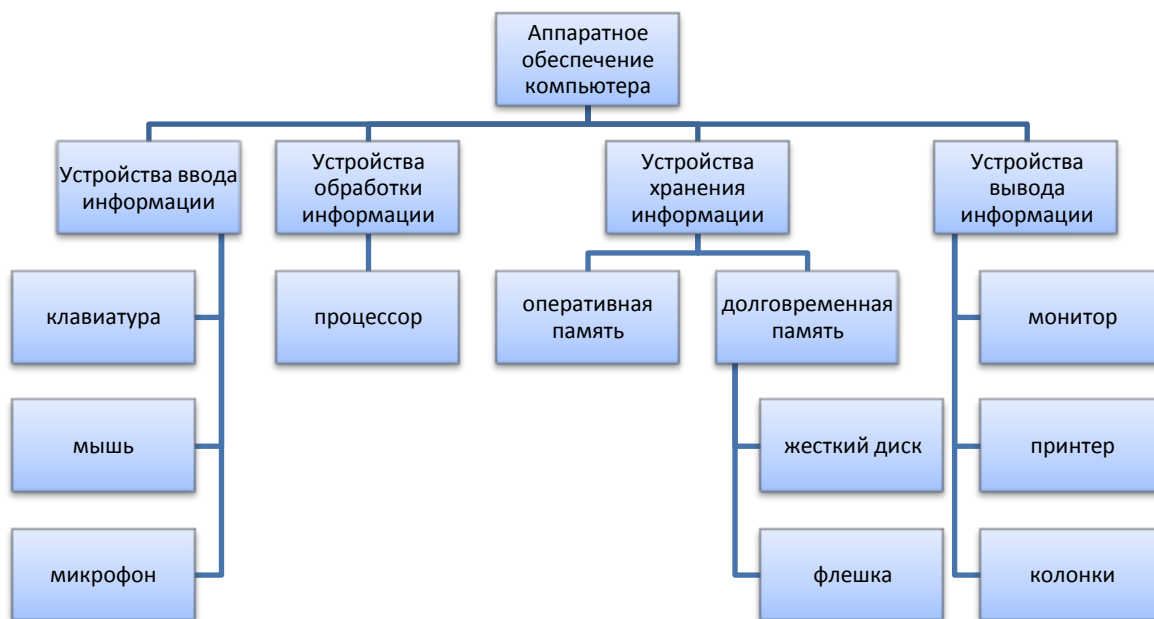 Аппаратное
обеспечение
компьютера
Устройства ввода
информации
Устройства
обработки
информации
Устройства
хранения
информации
Устройства
вывода
информации
клавиатура
процессор
оперативная
память
долговременная
память
монитор
мышь
жесткий диск
принтер
микрофон
флешка
колонки